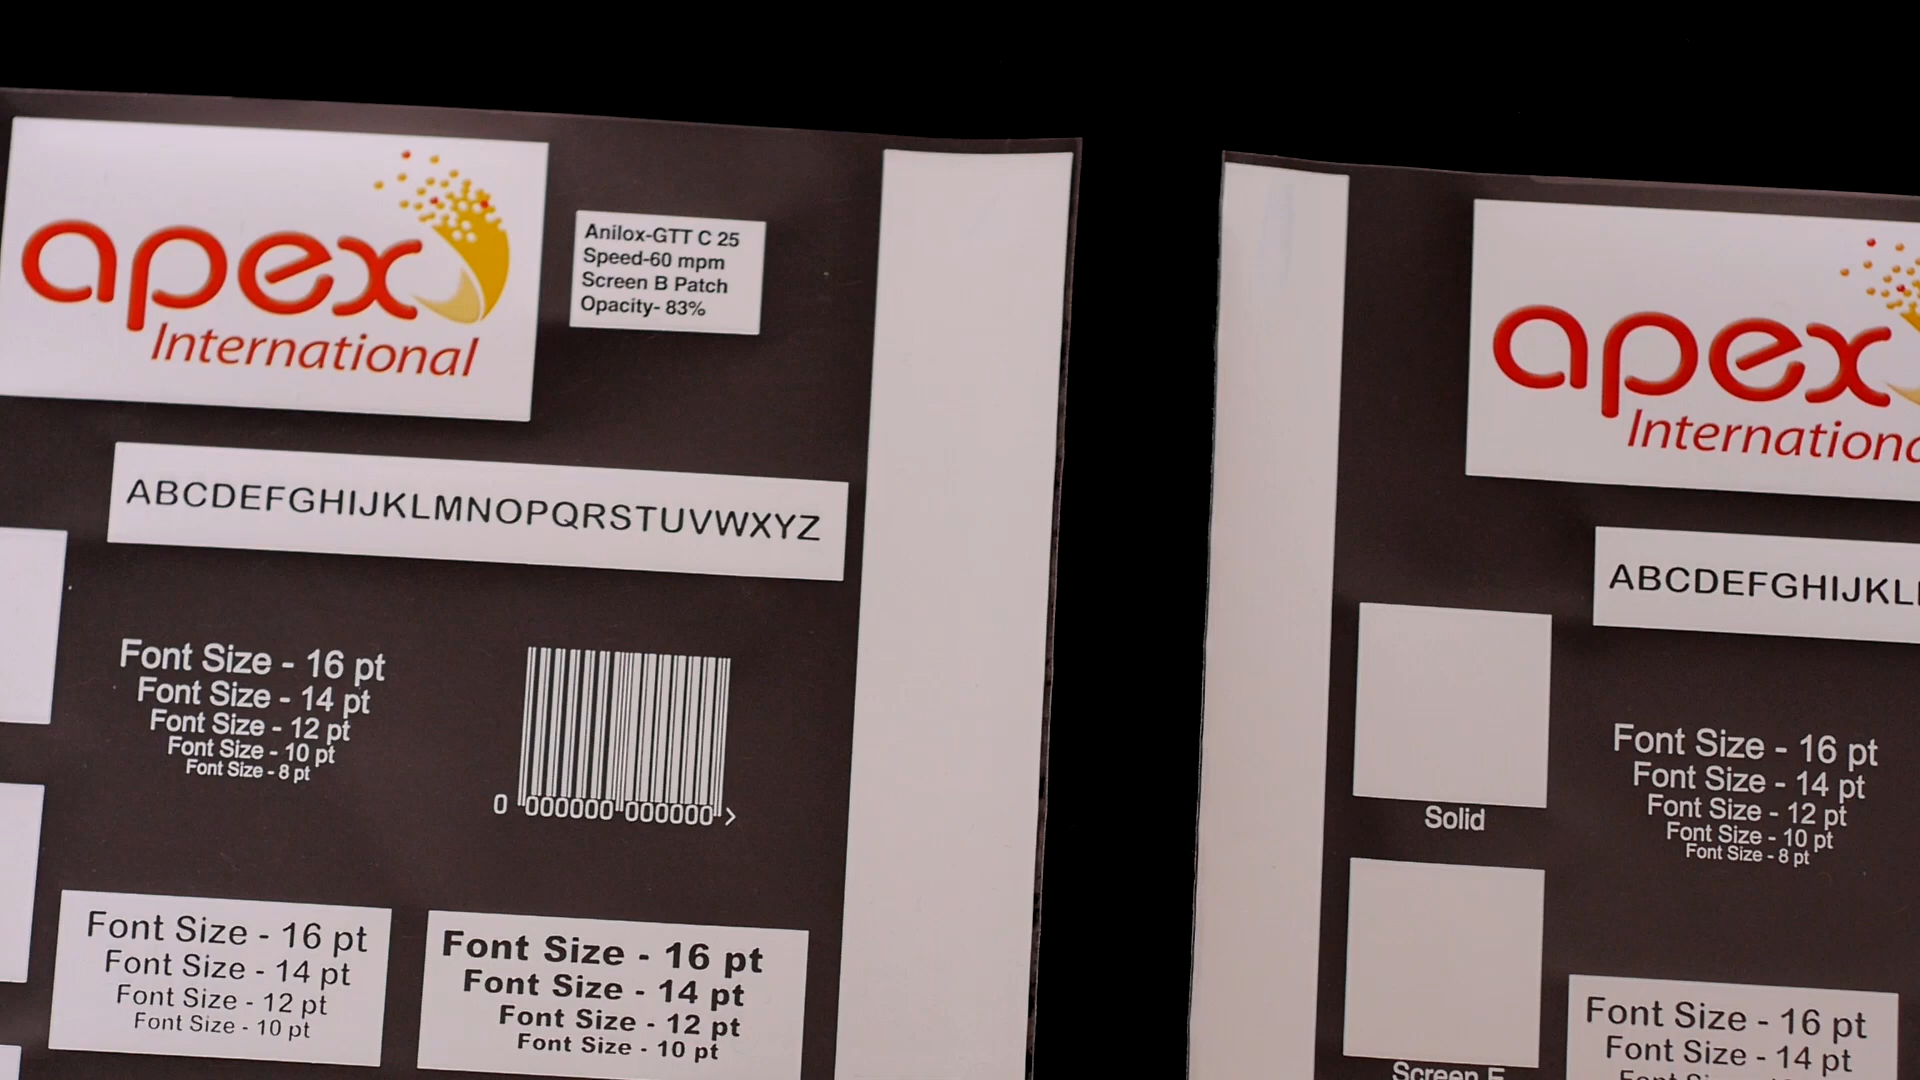 apex
International
Anilox-GTT C 25
Speed-60 mpm
Screen B Patch
Opacity- 83%
ABCDEFGHIJKLMNOPQRSTUVWXYZ
Font Size - 16 pt
Font Size - 14 pt
Font Size - 12 pt
Font Size - 10 pt
Font Size - 8 pt
0 000000 000000 >
Font Size - 16 pt
Font Size - 14 pt
Font Size - 12 pt
Font Size - 10 pt
Font Size - 16 pt
Font Size - 14 pt
Font Size - 12 pt
Font Size - 10 pt
apex
Internationa
ABCDEFGHIJKL
Solid
Font Size - 16 pt
Font Size - 14 pt
Font Size - 12 pt
Font Size - 10 pt
Font Size - 8 pt
Screen
Font Size - 16 pt
Font Size - 14 pt